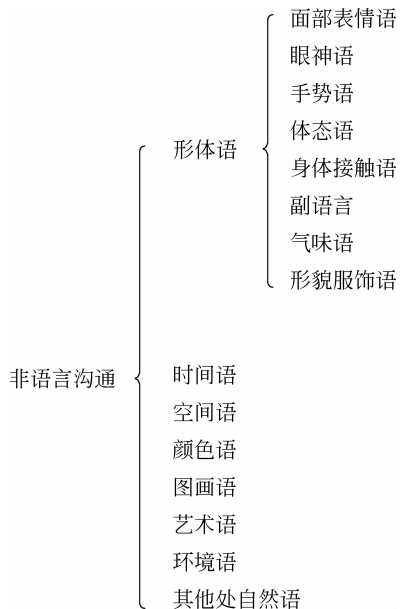 面部表情语
眼神语
手势语
体态语
形体语
身体接触语
副语言
气味语
形貌服饰语
非语言沟通
时间语
空间语
颜色语
图画语
艺术语
环境语
其他处自然语